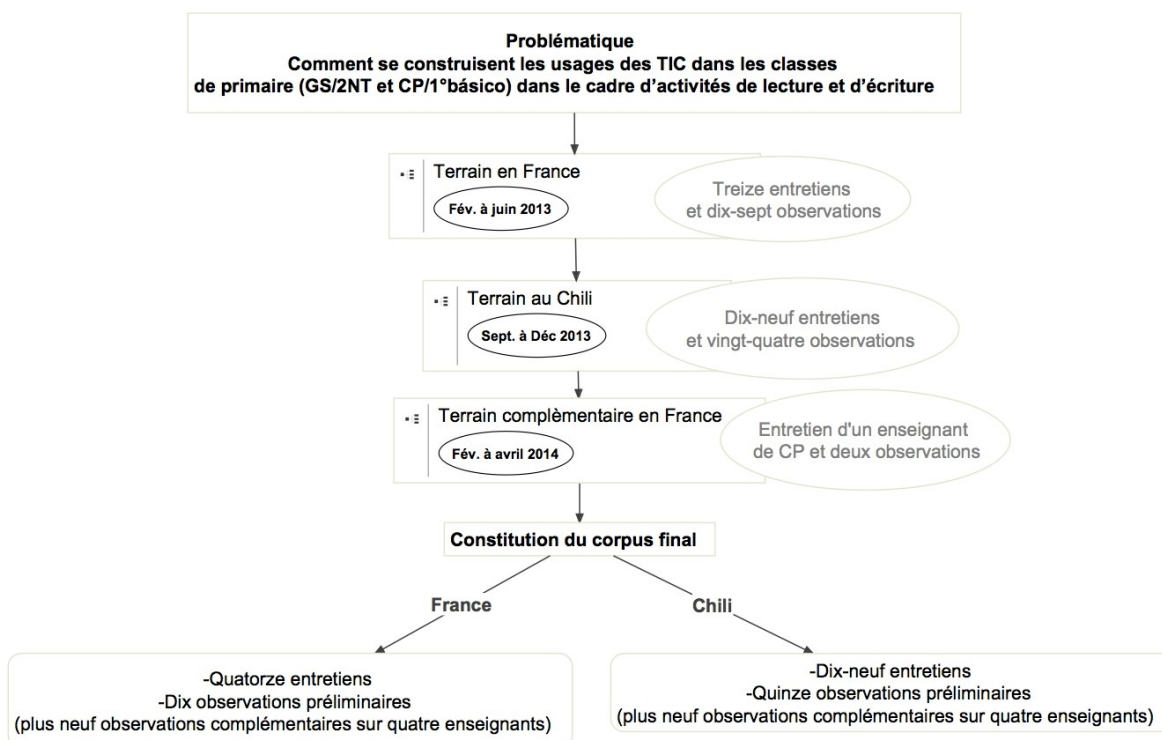 Problématique
Comment se construisent les usages des TIC dans les classes
de primaire (GS/2NT et CP/1°básico) dans le cadre d'activités de lecture et d'écriture
Terrain en France
Fév. à juin 2013
Treize entretiens
et dix-sept observations
Terrain au Chili
Sept. à Déc 2013
Dix-neuf entretiens
et vingt-quatre observations
Terrain complèmentaire en France
Fév. à avril 2014
Entretien d'un enseignant
de CP et deux observations
Constitution du corpus final
France
Chili
-Quatorze entretiens
-Dix observations préliminaires
(plus neuf observations complémentaires sur quatre enseignants)
-Dix-neuf entretiens
-Quinze observations préliminaires
(plus neuf observations complémentaires sur quatre enseignants)